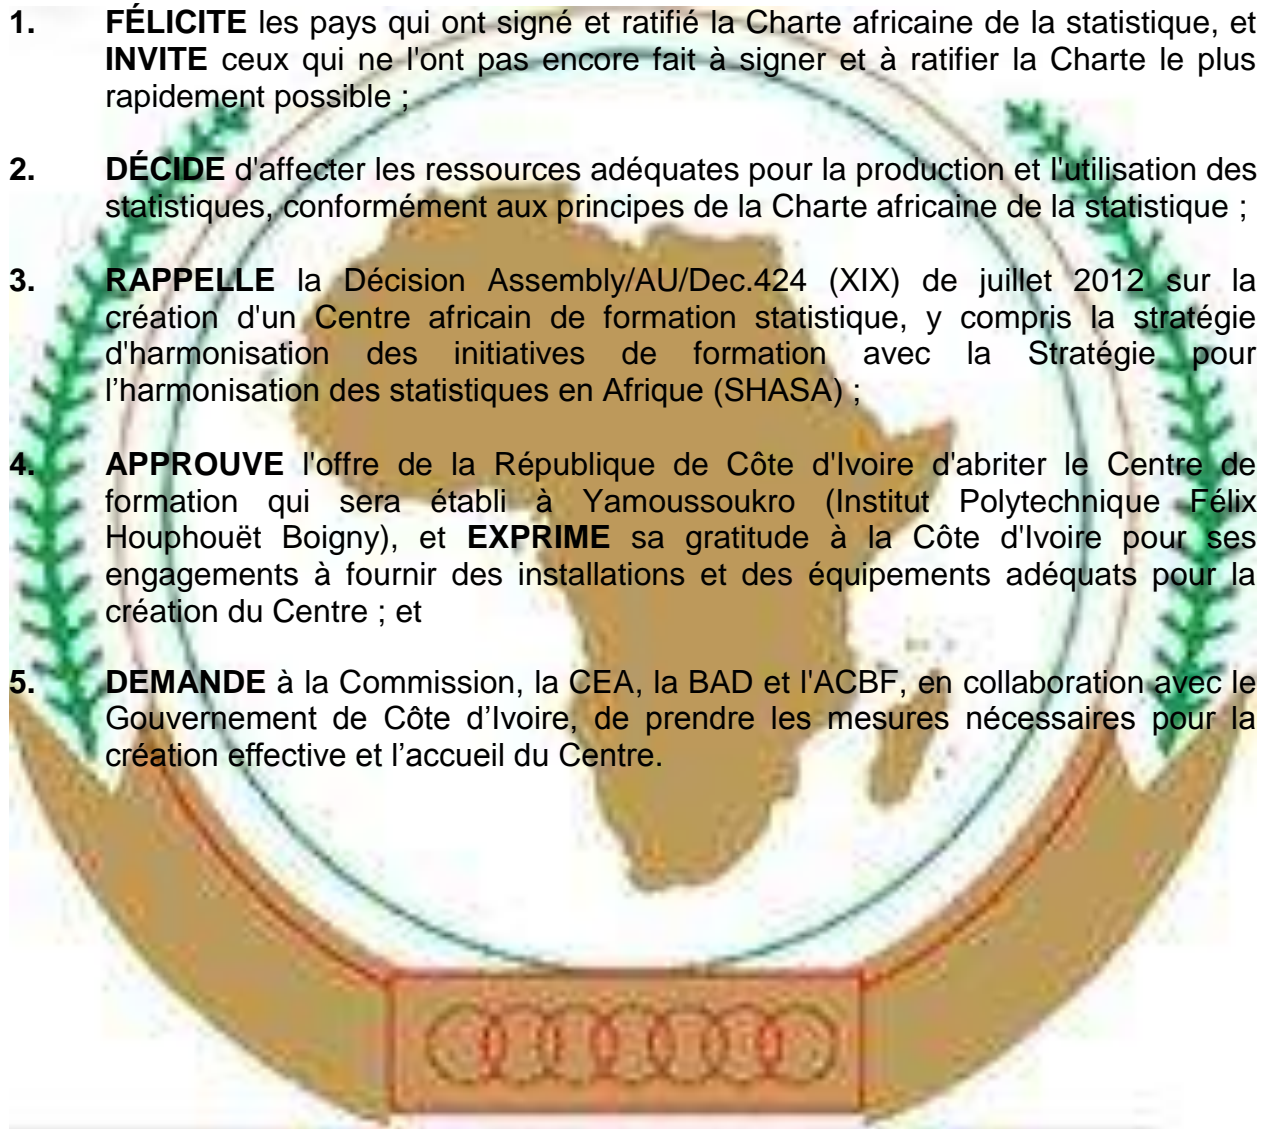 1. FÉLICITE les pays qui ont signé et ratifié la Charte africaine de la statistique, et
INVITE ceux qui ne l'ont pas encore fait à signer et à ratifier la Charte le plus
rapidement possible ;
2. DÉCIDE d'affecter les ressources adéquates pour la production et l'utilisation des
statistiques, conformément aux principes de la Charte africaine de la statistique ;
3. RAPPELLE la Décision Assembly/AU/Dec.424 (XIX) de juillet 2012 sur la
création d'un Centre africain de formation statistique, y compris la stratégie
d'harmonisation des initiatives de formation avec la Stratégie pour
l’harmonisation des statistiques en Afrique (SHASA) ;
4. APPROUVE l'offre de la République de Côte d'Ivoire d'abriter le Centre de
formation qui sera établi à Yamoussoukro (Institut Polytechnique Félix
Houphouët Boigny), et EXPRIME sa gratitude à la Côte d'Ivoire pour ses
engagements à fournir des installations et des équipements adéquats pour la
création du Centre ; et
5. DEMANDE à la Commission, la CEA, la BAD et l'ACBF, en collaboration avec le
Gouvernement de Côte d’Ivoire, de prendre les mesures nécessaires pour la
création effective et l’accueil du Centre.